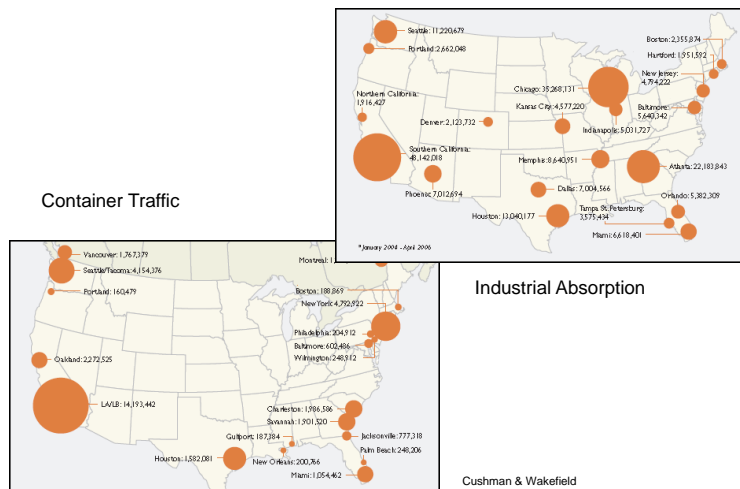 Seattle: 11,220,679
Portland: 2,662,048
Boston: 2,355,874
Hartford: 1,951,592
New Jersey:
4,794,222
Chicago: 35,268,131
Northern California:
1,916,427
Kansas City: 4,577,220
Baltimore:
5,640,342
Denver: 2,123,732
Indianapolis: 5,031,727
Southern California:
48,142,018
Memphis: 8,640,951
Atlanta: 22,183,843
Phoenix: 7,012,694
Dallas: 7,004,566
Orlando: 5,382,309
Houston: 13,040,177
Tampa St. Petersburg:
3,575,434
Miami: 6,618,401
*January 2004 - April 2006
Container Traffic
Industrial Absorption
Vancouver: 1,767,379
Montreal: 1
Seattle/Tacoma: 4,154,376
Boston: 188,869
Portland: 160,479
New York: 4,792,922
Philadelphia: 204,912
Baltimore: 602,486
Oakland: 2,272,525
Wilmington: 248,912
LA/LB: 14,193,442
Charleston: 1,986,586
Savannah: 1,901,520
Gulfport: 187,384
Jacksonville: 777,318
Houston: 1,582,081
New Orleans: 200,766
Palm Beach: 248,206
Miami: 1,054,462
Cushman & Wakefield